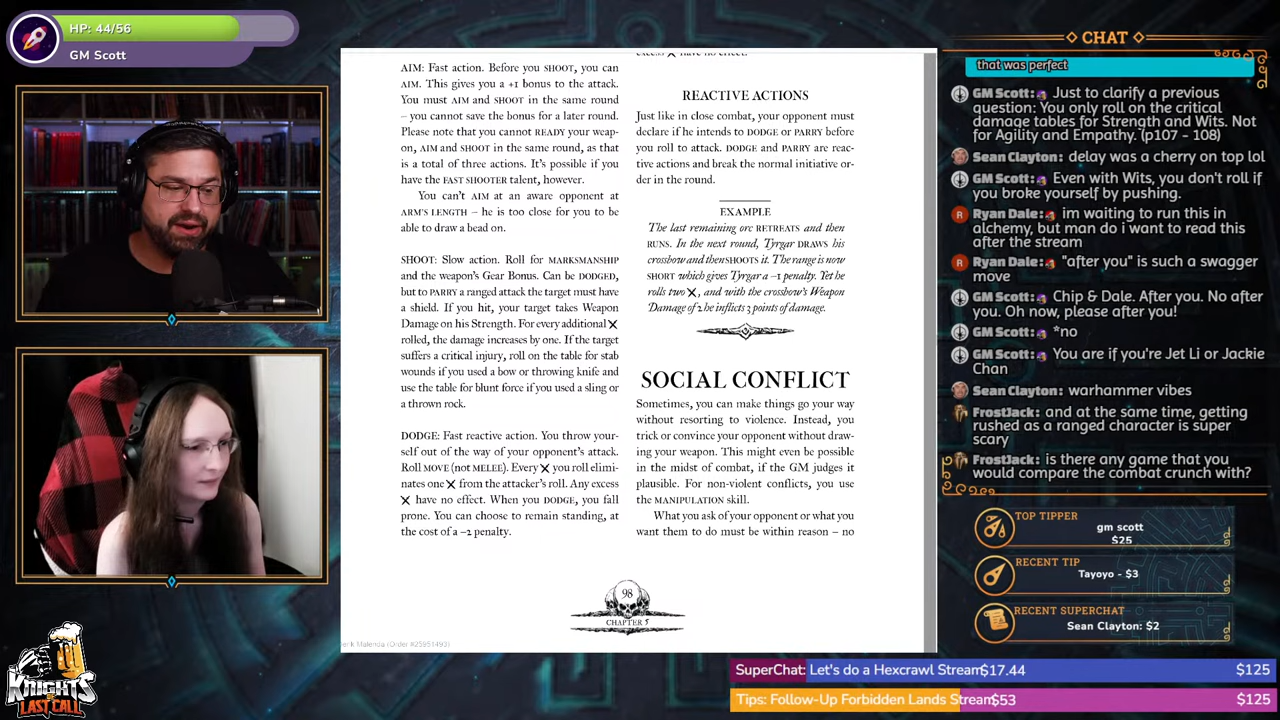 HP: 44/56
GM Scott
AIM: Fast action. Before you SHOOT, you can
AIM. This gives you a +1 bonus to the attack.
You must AIM and SHOOT in the same round
– you cannot save the bonus for a later round.
Please note that you cannot READY your weap-
on, AIM and SHOOT in the same round, as that
is a total of three actions. It's possible if you
have the FAST SHOOTER talent, however.
You can't AIM at an aware opponent at
ARM'S LENGTH – he is too close for you to be
able to draw a bead on.
SHOOT: Slow action. Roll for MARKSMANSHIP
and the weapon's Gear Bonus. Can be DODGED,
but to PARRY a ranged attack the target must have
a shield. If you hit, your target takes Weapon
Damage on his Strength. For every additional ⚔
rolled, the damage increases by one. If the target
suffers a critical injury, roll on the table for stab
wounds if you used a bow or throwing knife and
use the table for blunt force if you used a sling or
a thrown rock.
DODGE: Fast reactive action. You throw your-
self out of the way of your opponent's attack.
Roll MOVE (not MELEE). Every ⚔ you roll elimi-
nates one ⚔ from the attacker's roll. Any excess
⚔ have no effect. When you DODGE, you fall
prone. You can choose to remain standing, at
the cost of a –2 penalty.
excess ⚔ have no effect.
REACTIVE ACTIONS
Just like in close combat, your opponent must
declare if he intends to DODGE or PARRY before
you roll to attack. DODGE and PARRY are reac-
tive actions and break the normal initiative or-
der in the round.
EXAMPLE
The last remaining orc RETREATS and then
RUNS. In the next round, Tyrgar DRAWS his
crossbow and then SHOOTS it. The range is now
SHORT which gives Tyrgar a –1 penalty. Yet he
rolls two ⚔, and with the crossbow's Weapon
Damage of 2 he inflicts 3 points of damage.
SOCIAL CONFLICT
Sometimes, you can make things go your way
without resorting to violence. Instead, you
trick or convince your opponent without draw-
ing your weapon. This might even be possible
in the midst of combat, if the GM judges it
plausible. For non-violent conflicts, you use
the MANIPULATION skill.
What you ask of your opponent or what you
want them to do must be within reason – no
98
CHAPTER 5
k Malenda (Order #25951493)
CHAT
that was perfect
GM Scott: Just to clarify a previous
question: You only roll on the critical
damage tables for Strength and Wits. Not
for Agility and Empathy. (p107 - 108)
Sean Clayton: delay was a cherry on top lol
GM Scott: Even with Wits, you don't roll if
you broke yourself by pushing.
R Ryan Dale: im waiting to run this in
alchemy, but man do i want to read this
after the stream
R Ryan Dale: "after you" is such a swagger
move
GM Scott: Chip & Dale. After you. No after
you. Oh now, please after you!
GM Scott: *no
GM Scott: You are if you're Jet Li or Jackie
Chan
Sean Clayton: warhammer vibes
FrostJack: and at the same time, getting
rushed as a ranged character is super
scary
FrostJack: is there any game that you
would compare the combat crunch with?
TOP TIPPER
gm scott
$25
RECENT TIP
Tayoyo - $3
RECENT SUPERCHAT
Sean Clayton: $2
KNIGHTS
OF
LAST CALL
SuperChat: Let's do a Hexcrawl Stream $17.44 $125
Tips: Follow-Up Forbidden Lands Stream $53 $125